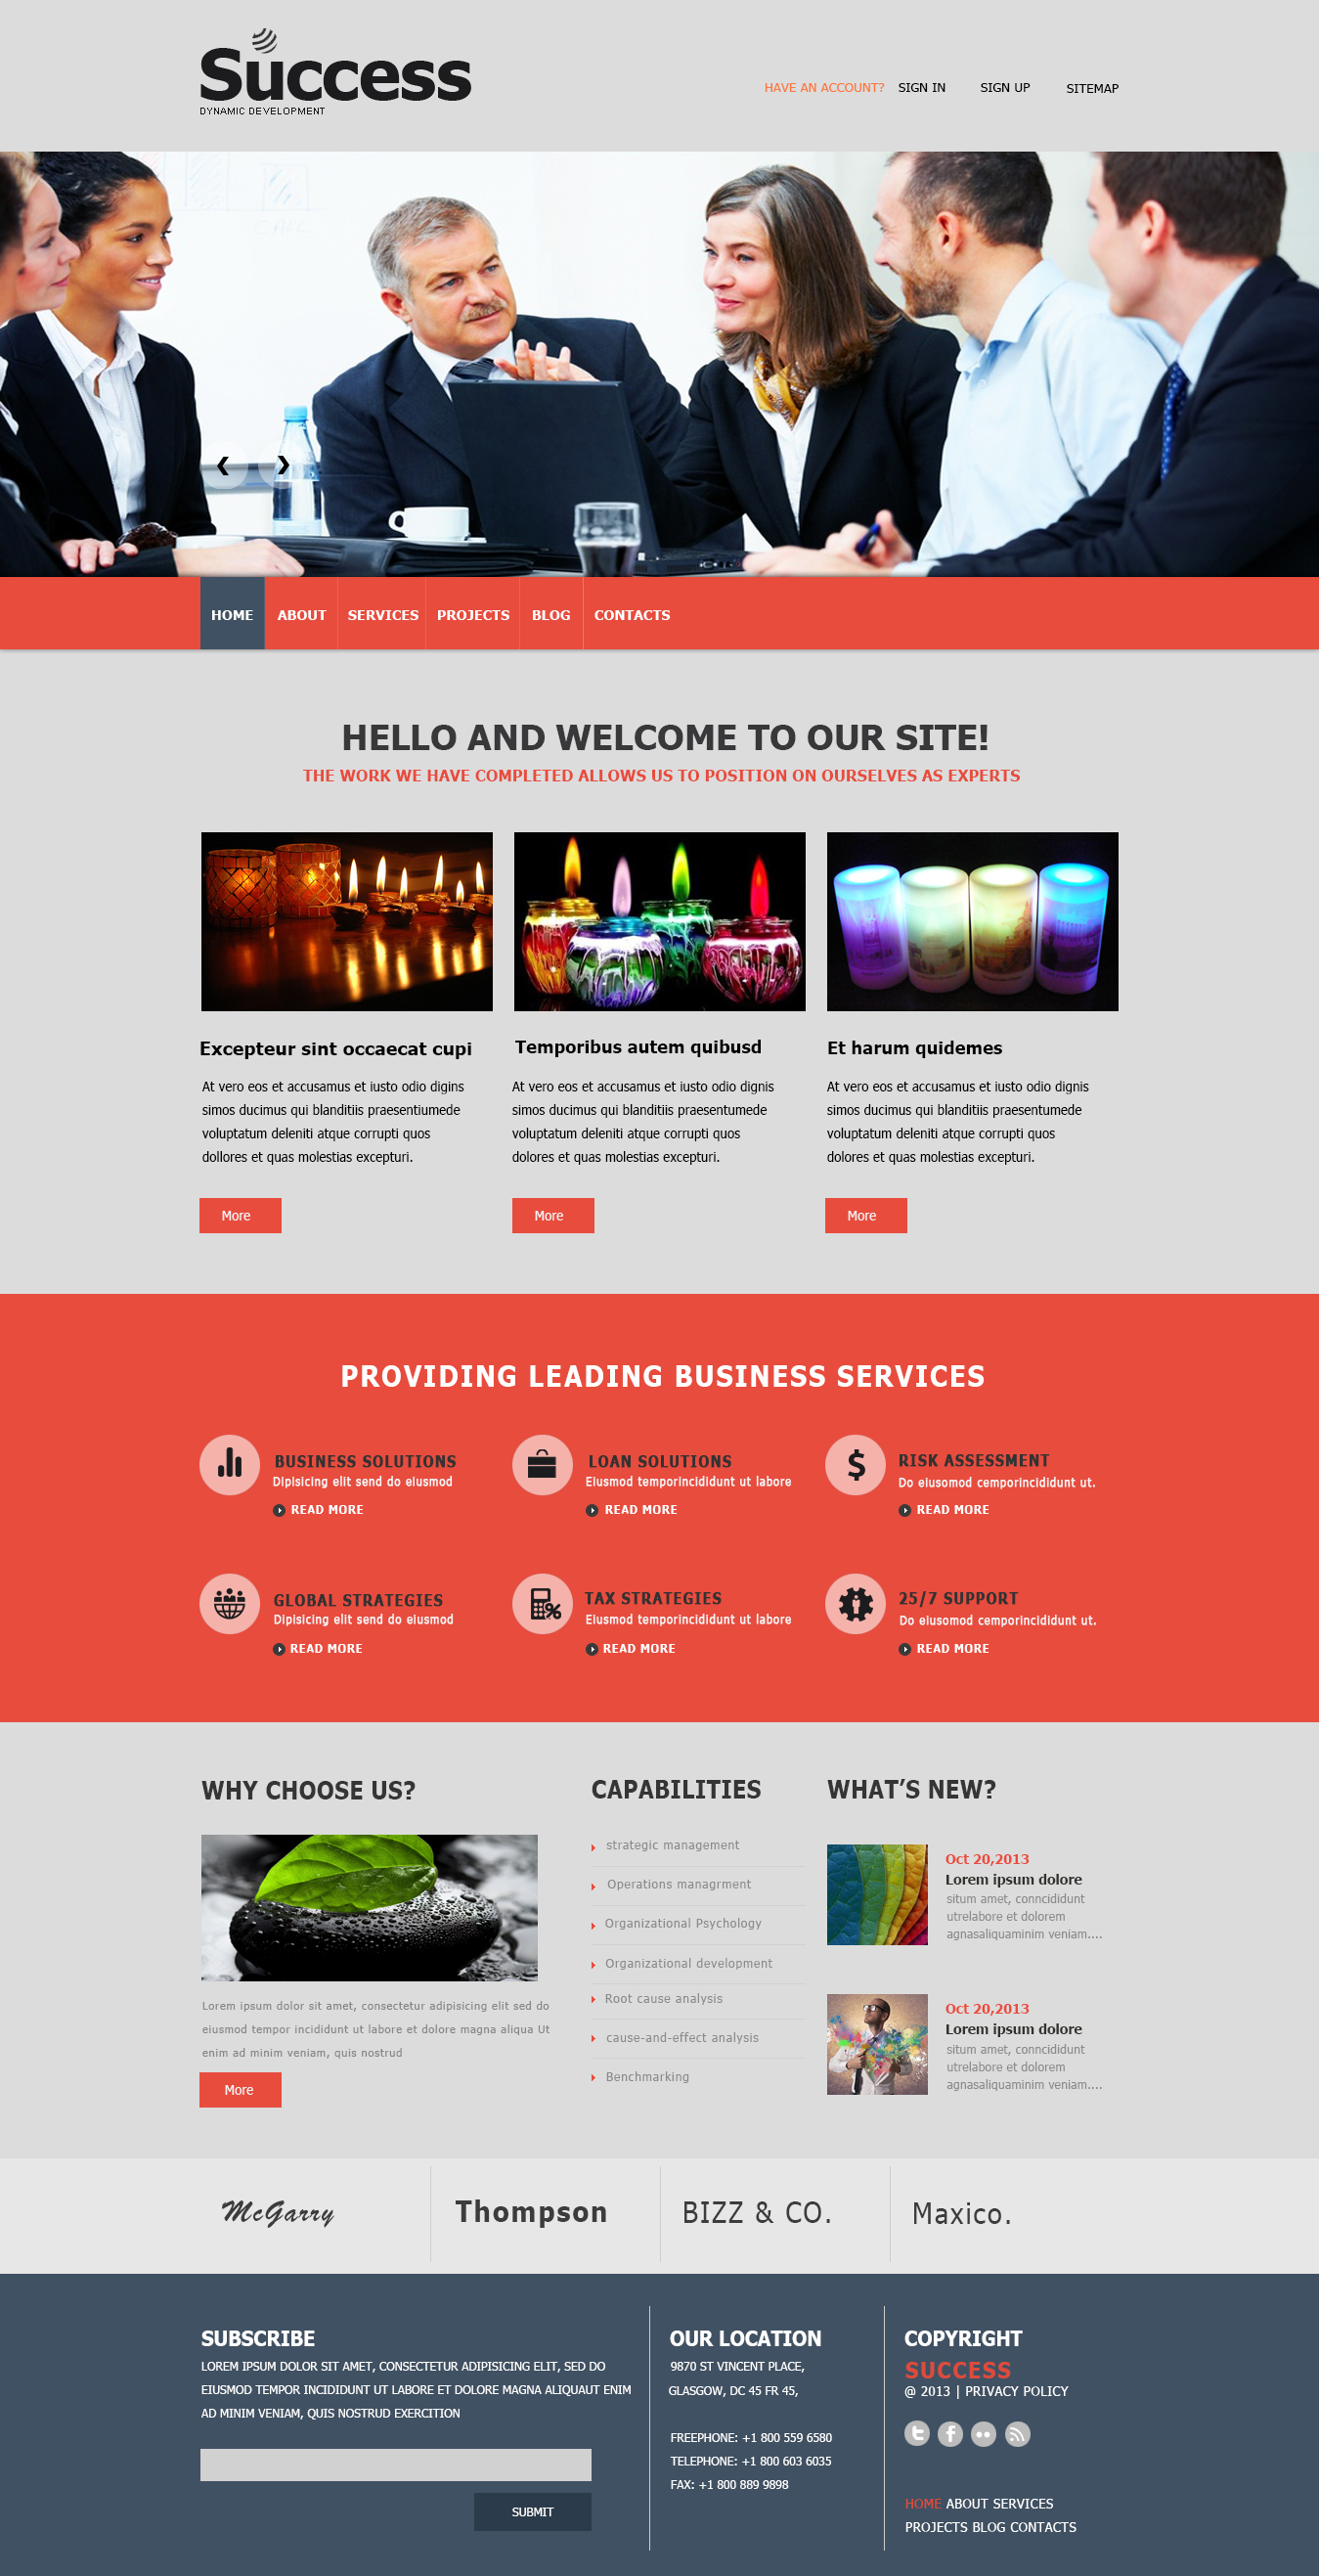 Success
DYNAMIC DEVELOPMENT
HAVE AN ACCOUNT? SIGN IN SIGN UP SITEMAP
CALL
HOME ABOUT SERVICES PROJECTS BLOG CONTACTS
HELLO AND WELCOME TO OUR SITE!
THE WORK WE HAVE COMPLETED ALLOWS US TO POSITION ON OURSELVES AS EXPERTS
Excepteur sint occaecat cupi
At vero eos et accusamus et iusto odio digins
simos ducimus qui blanditiis praesentiumede
voluptatum deleniti atque corrupti quos
dollores et quas molestias excepturi.
More
Temporibus autem quibusd
At vero eos et accusamus et iusto odio dignis
simos ducimus qui blanditiis praesentumede
voluptatum deleniti atque corrupti quos
dolores et quas molestias excepturi.
More
Et harum quidemes
At vero eos et accusamus et iusto odio dignis
simos ducimus qui blanditiis praesentumede
voluptatum deleniti atque corrupti quos
dolores et quas molestias excepturi.
More
PROVIDING LEADING BUSINESS SERVICES
BUSINESS SOLUTIONS
Dipisicing elit send do eiusmod
READ MORE
LOAN SOLUTIONS
Eiusmod temporincididunt ut labore
READ MORE
$
RISK ASSESSMENT
Do eiusomod cemporincididunt ut.
READ MORE
GLOBAL STRATEGIES
Dipisicing elit send do eiusmod
READ MORE
%
TAX STRATEGIES
Eiusmod temporincididunt ut labore
READ MORE
25/7 SUPPORT
Do eiusomod cemporincididunt ut.
READ MORE
WHY CHOOSE US?
Lorem ipsum dolor sit amet, consectetur adipisicing elit sed do
eiusmod tempor incididunt ut labore et dolore magna aliqua Ut
enim ad minim veniam, quis nostrud
More
CAPABILITIES
strategic management
Operations managrment
Organizational Psychology
Organizational development
Root cause analysis
cause-and-effect analysis
Benchmarking
WHAT'S NEW?
Oct 20,2013
Lorem ipsum dolore
situm amet, conncididunt
utrelabore et dolorem
agnasaliquaminim veniam....
Oct 20,2013
Lorem ipsum dolore
situm amet, conncididunt
utrelabore et dolorem
agnasaliquaminim veniam....
McGarry
Thompson
BIZZ & CO.
Maxico.
SUBSCRIBE
LOREM IPSUM DOLOR SIT AMET, CONSECTETUR ADIPISICING ELIT, SED DO
EIUSMOD TEMPOR INCIDIDUNT UT LABORE ET DOLORE MAGNA ALIQUAUT ENIM
AD MINIM VENIAM, QUIS NOSTRUD EXERCITION
SUBMIT
OUR LOCATION
9870 ST VINCENT PLACE,
GLASGOW, DC 45 FR 45,
FREEPHONE: +1 800 559 6580
TELEPHONE: +1 800 603 6035
FAX: +1 800 889 9898
COPYRIGHT
SUCCESS
@ 2013 | PRIVACY POLICY
HOME ABOUT SERVICES
PROJECTS BLOG CONTACTS